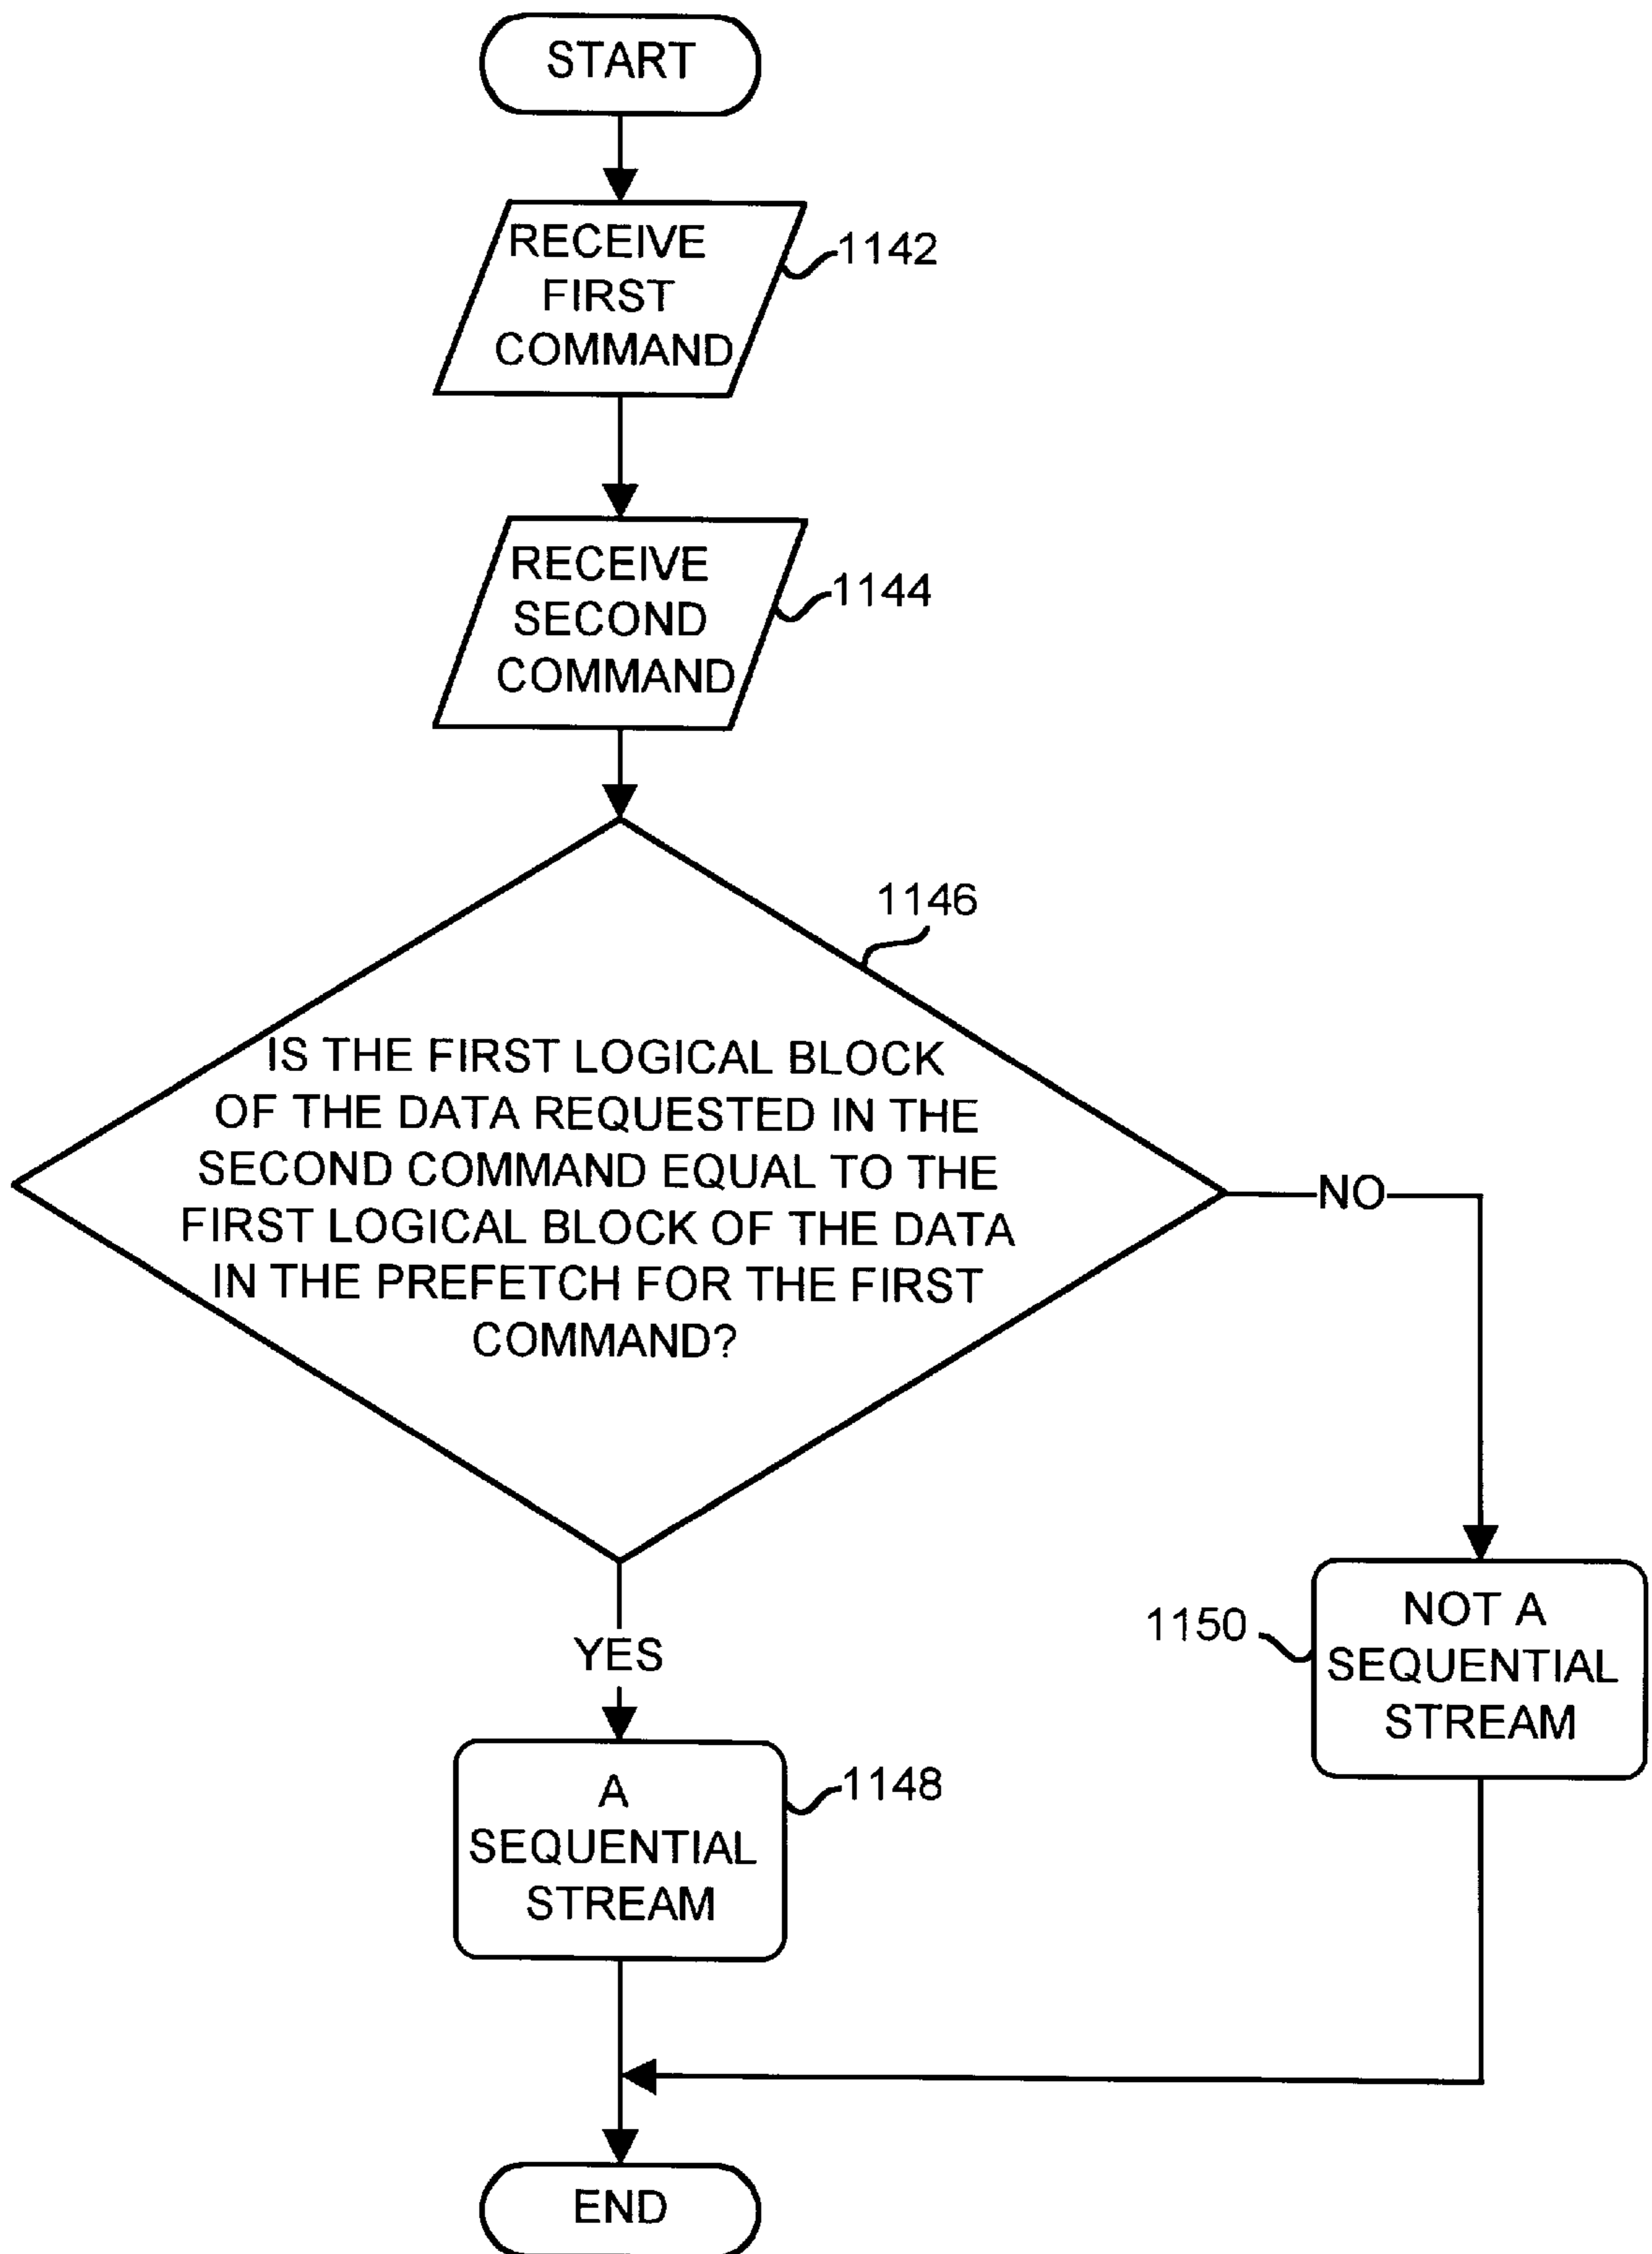 START
RECEIVE
FIRST
COMMAND
1142
RECEIVE
SECOND
COMMAND
1144
1146
IS THE FIRST LOGICAL BLOCK
OF THE DATA REQUESTED IN THE
SECOND COMMAND EQUAL TO THE
FIRST LOGICAL BLOCK OF THE DATA
IN THE PREFETCH FOR THE FIRST
COMMAND?
NO
YES
1150
NOT A
SEQUENTIAL
STREAM
A
SEQUENTIAL
STREAM
1148
END